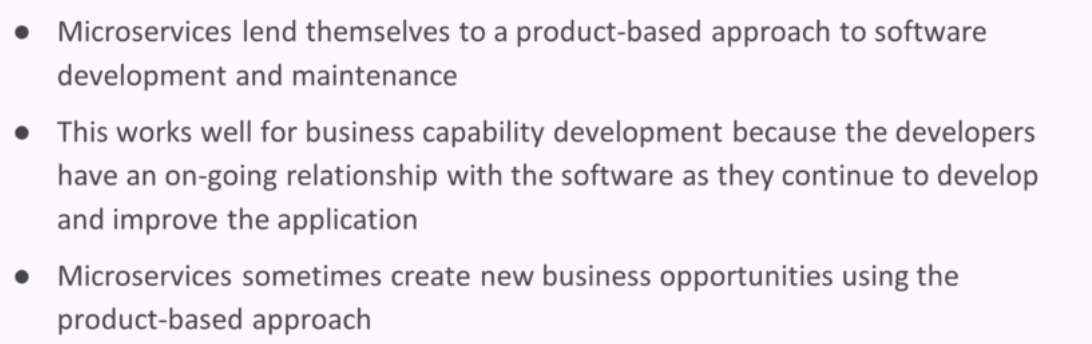 ● Microservices lend themselves to a product-based approach to software
development and maintenance
● This works well for business capability development because the developers
have an on-going relationship with the software as they continue to develop
and improve the application
● Microservices sometimes create new business opportunities using the
product-based approach